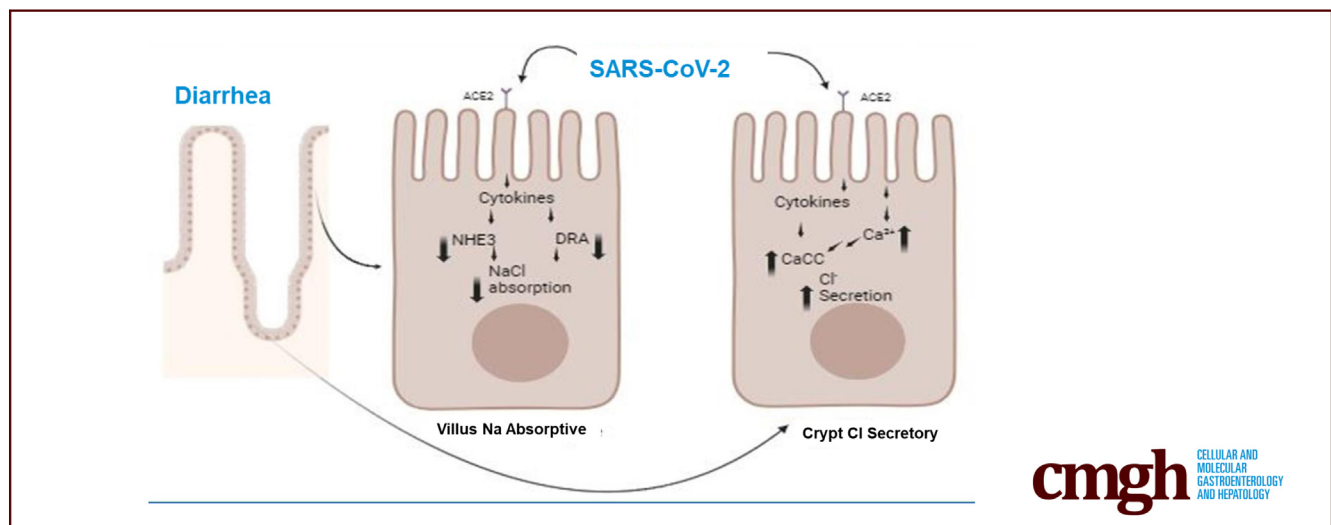 SARS-CoV-2
Diarrhea
ACE2
Cytokines
NHE3
DRA
NaCl
absorption
Villus Na Absorptive
ACE2
Cytokines
Ca²⁺
CaCC
Cl⁻
Secretion
Crypt Cl Secretory
cmgh
CELLULAR AND
MOLECULAR
GASTROENTEROLOGY
AND HEPATOLOGY